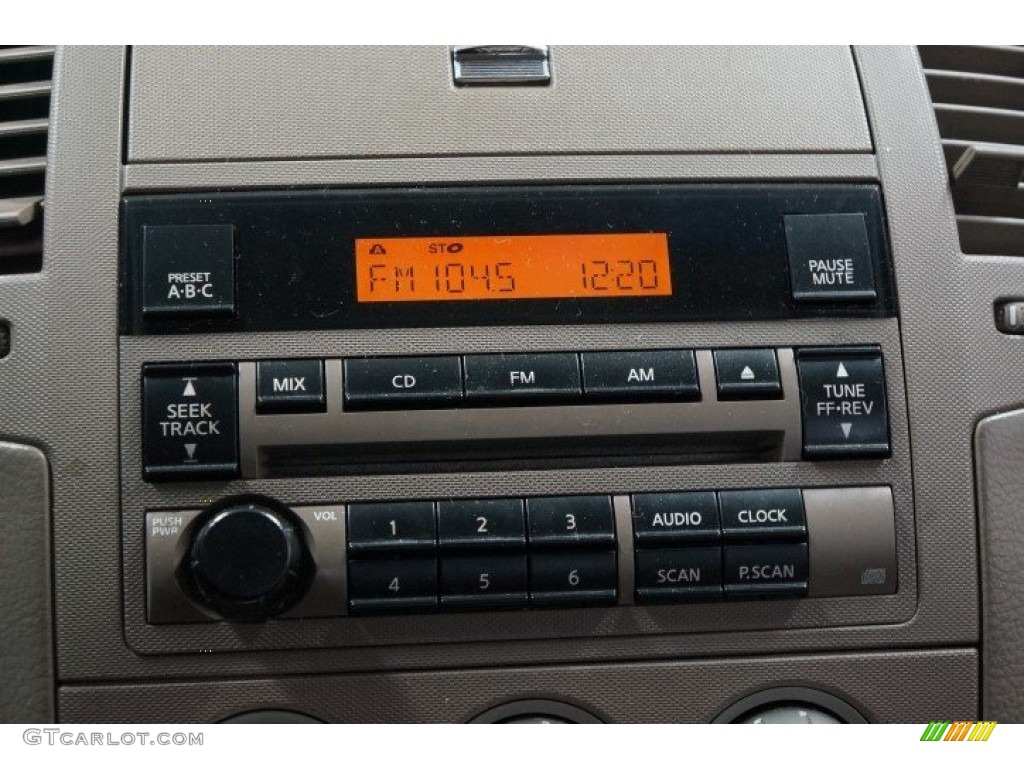 PRESET
A·B·C
A
ST
FM 104.5 12:20
PAUSE
MUTE
SEEK
TRACK
MIX
CD
FM
AM
TUNE
FF·REV
PUSH
PWR
VOL
1
2
3
4
5
6
AUDIO
CLOCK
SCAN
P.SCAN
GTCARLOT.COM